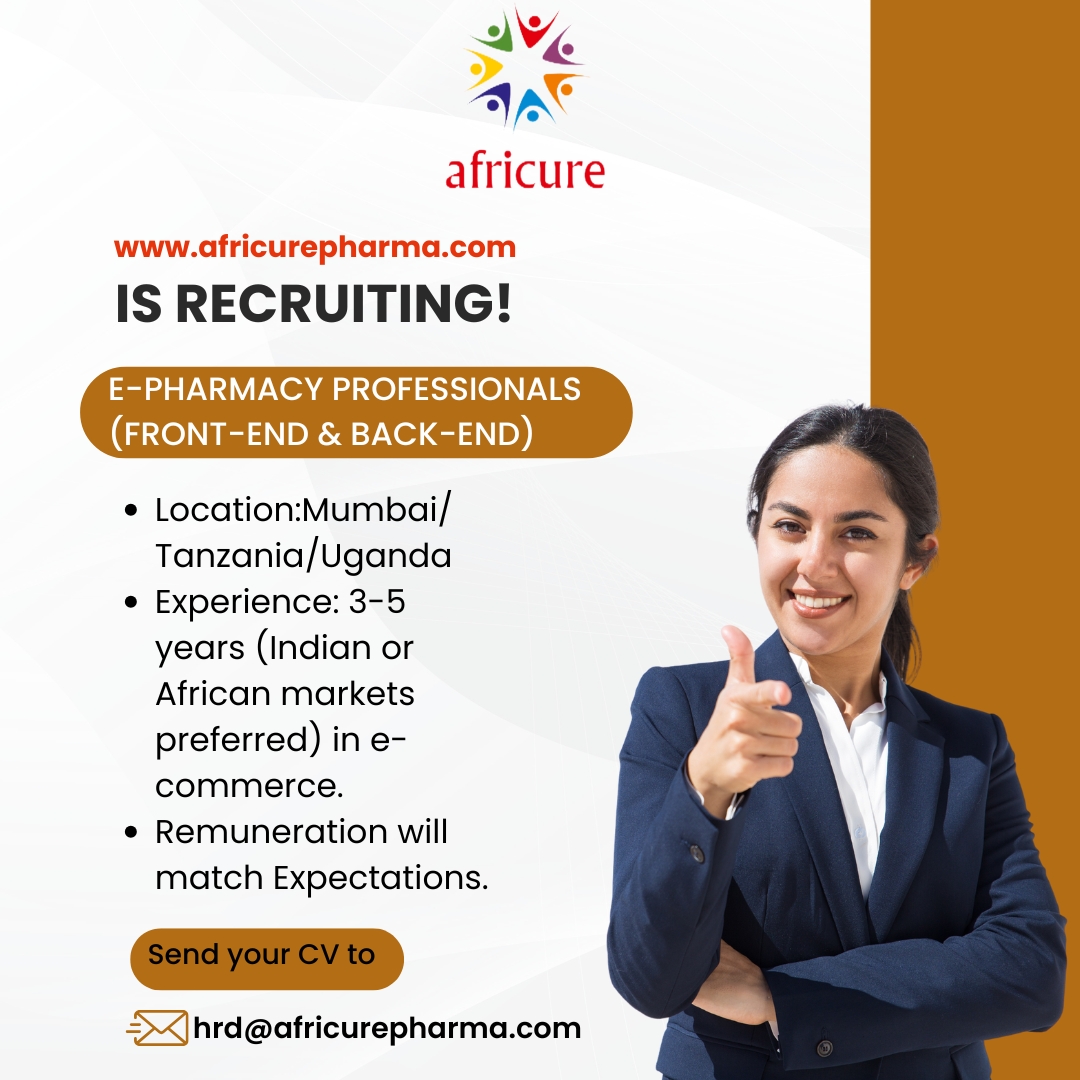 africure
www.africurepharma.com
IS RECRUITING!
E-PHARMACY PROFESSIONALS
(FRONT-END & BACK-END)
• Location:Mumbai/
Tanzania/Uganda
• Experience: 3-5
years (Indian or
African markets
preferred) in e-
commerce.
• Remuneration will
match Expectations.
Send your CV to
hrd@africurepharma.com